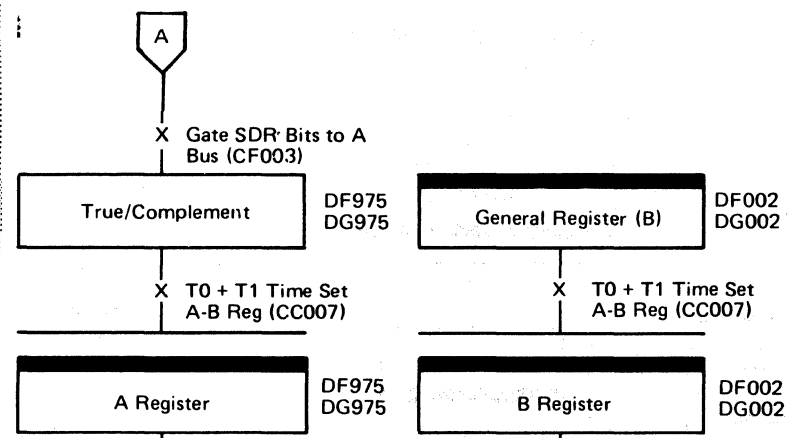 A
X Gate SDR Bits to A
Bus (CF003)
True/Complement
DF975
DG975
General Register (B)
DF002
DG002
X T0 + T1 Time Set
A-B Reg (CC007)
X T0 + T1 Time Set
A-B Reg (CC007)
A Register
DF975
DG975
B Register
DF002
DG002